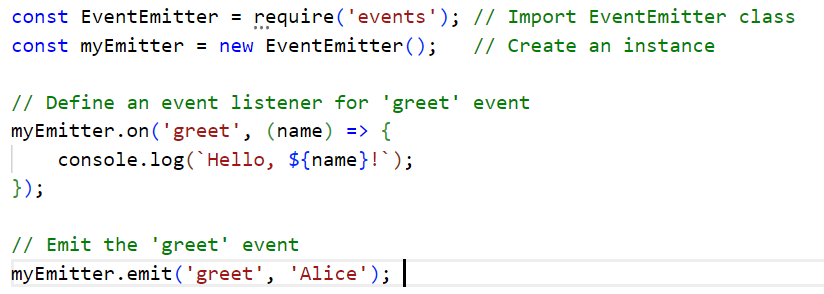 const EventEmitter = require('events'); // Import EventEmitter class
const myEmitter = new EventEmitter();   // Create an instance

// Define an event listener for 'greet' event
myEmitter.on('greet', (name) => {
    console.log(`Hello, ${name}!`);
});

// Emit the 'greet' event
myEmitter.emit('greet', 'Alice');